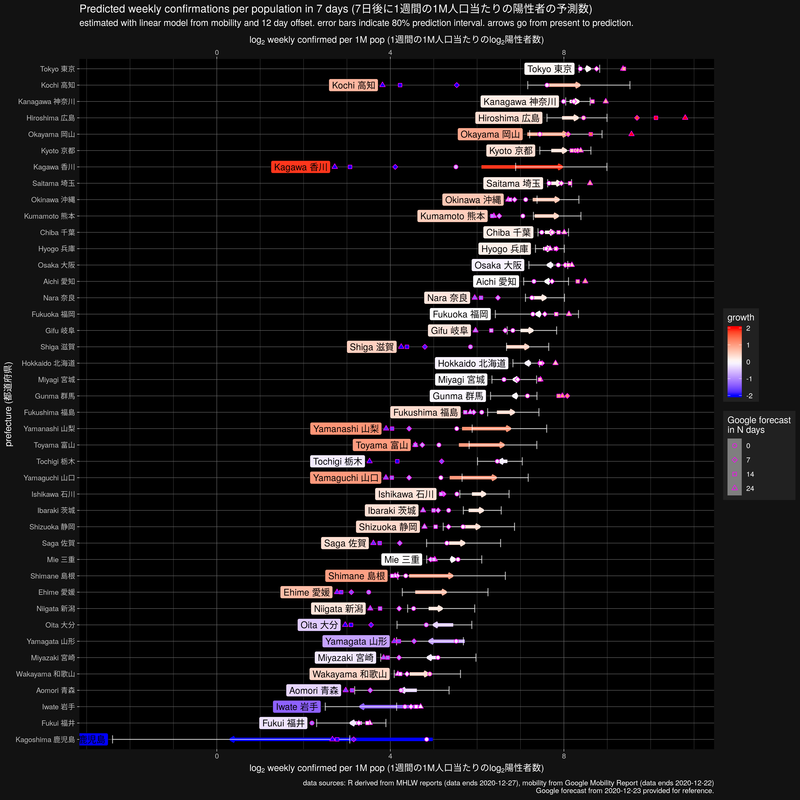 Predicted weekly confirmations per population in 7 days (7日後に1週間の1M人口当たりの陽性者の予測数)
estimated with linear model from mobility and 12 day offset. error bars indicate 80% prediction interval. arrows go from present to prediction.
log₂ weekly confirmed per 1M pop (1週間の1M人口当たりのlog₂陽性者数)
0 4 8
Tokyo 東京 Tokyo 東京
Kochi 高知 Kochi 高知
Kanagawa 神奈川 Kanagawa 神奈川
Hiroshima 広島 Hiroshima 広島
Okayama 岡山 Okayama 岡山
Kyoto 京都 Kyoto 京都
Kagawa 香川 Kagawa 香川
Saitama 埼玉 Saitama 埼玉
Okinawa 沖縄 Okinawa 沖縄
Kumamoto 熊本 Kumamoto 熊本
Chiba 千葉 Chiba 千葉
Hyogo 兵庫 Hyogo 兵庫
Osaka 大阪 Osaka 大阪
Aichi 愛知 Aichi 愛知
Nara 奈良 Nara 奈良
Fukuoka 福岡 Fukuoka 福岡
Gifu 岐阜 Gifu 岐阜
Shiga 滋賀 Shiga 滋賀
Hokkaido 北海道 Hokkaido 北海道
Miyagi 宮城 Miyagi 宮城
Gunma 群馬 Gunma 群馬
Fukushima 福島 Fukushima 福島
Yamanashi 山梨 Yamanashi 山梨
Toyama 富山 Toyama 富山
Tochigi 栃木 Tochigi 栃木
Yamaguchi 山口 Yamaguchi 山口
Ishikawa 石川 Ishikawa 石川
Ibaraki 茨城 Ibaraki 茨城
Shizuoka 静岡 Shizuoka 静岡
Saga 佐賀 Saga 佐賀
Mie 三重 Mie 三重
Shimane 島根 Shimane 島根
Ehime 愛媛 Ehime 愛媛
Niigata 新潟 Niigata 新潟
Oita 大分 Oita 大分
Yamagata 山形 Yamagata 山形
Miyazaki 宮崎 Miyazaki 宮崎
Wakayama 和歌山 Wakayama 和歌山
Aomori 青森 Aomori 青森
Iwate 岩手 Iwate 岩手
Fukui 福井 Fukui 福井
Kagoshima 鹿児島 児島
prefecture (都道府県)
0 4 8
log₂ weekly confirmed per 1M pop (1週間の1M人口当たりのlog₂陽性者数)
growth
2
1
0
-1
-2
Google forecast
in N days
0
7
14
24
data sources: R derived from MHLW reports (data ends 2020-12-27), mobility from Google Mobility Report (data ends 2020-12-22)
Google forecast from 2020-12-23 provided for reference.